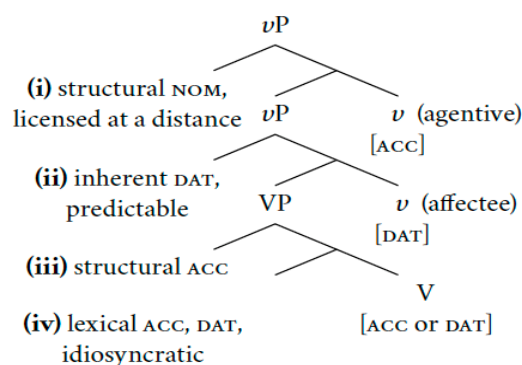 υP
(i) structural NOM,
licensed at a distance υP υ (agentive)
[ACC]
(ii) inherent DAT,
predictable VP υ (affectee)
[DAT]
(iii) structural ACC
V
(iv) lexical ACC, DAT, [ACC or DAT]
idiosyncratic